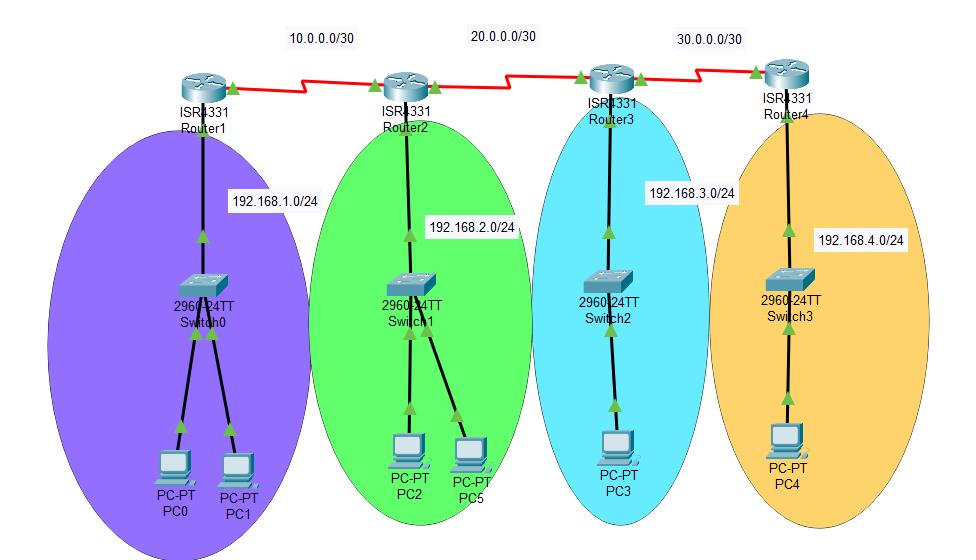 10.0.0.0/30
20.0.0.0/30
30.0.0.0/30
ISR4331
Router1
ISR4331
Router2
ISR4331
Router3
ISR4331
Router4
192.168.1.0/24
192.168.2.0/24
192.168.3.0/24
192.168.4.0/24
2960-24TT
Switch0
2960-24TT
Switch1
2960-24TT
Switch2
2960-24TT
Switch3
PC-PT
PC0
PC-PT
PC1
PC-PT
PC2
PC-PT
PC5
PC-PT
PC3
PC-PT
PC4